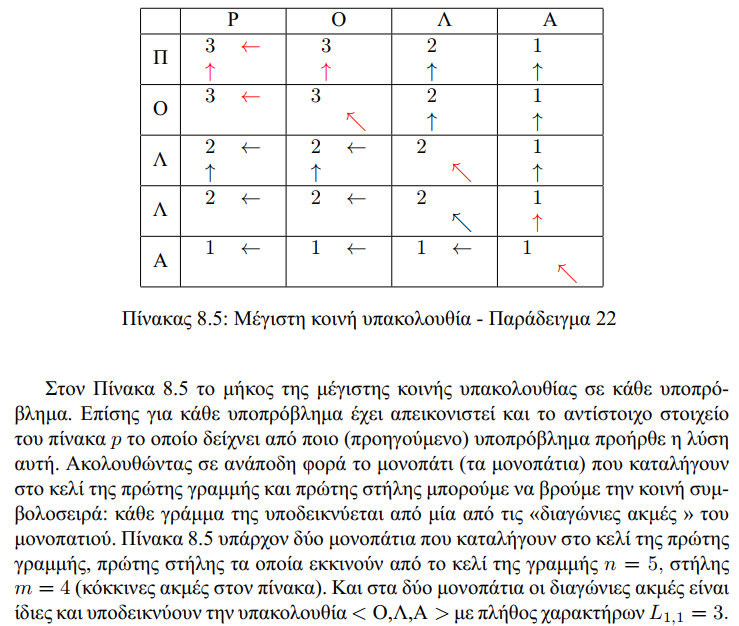 Ρ Ο Λ Α
Π 3 ← 3 2 1
↑ ↑ ↑ ↑
Ο 3 ← 3 2 1
↖ ↑ ↑
Λ 2 ← 2 ← 2 1
↑ ↑ ↖ ↑
Λ 2 ← 2 ← 2 1
↖ ↑
Α 1 ← 1 ← 1 ← 1
↖
Πίνακας 8.5: Μέγιστη κοινή υπακολουθία - Παράδειγμα 22
Στον Πίνακα 8.5 το μήκος της μέγιστης κοινής υπακολουθίας σε κάθε υποπρό-
βλημα. Επίσης για κάθε υποπρόβλημα έχει απεικονιστεί και το αντίστοιχο στοιχείο
του πίνακα p το οποίο δείχνει από ποιο (προηγούμενο) υποπρόβλημα προήρθε η λύση
αυτή. Ακολουθώντας σε ανάποδη φορά το μονοπάτι (τα μονοπάτια) που καταλήγουν
στο κελί της πρώτης γραμμής και πρώτης στήλης μπορούμε να βρούμε την κοινή συμ-
βολοσειρά: κάθε γράμμα της υποδεικνύεται από μία από τις «διαγώνιες ακμές » του
μονοπατιού. Πίνακα 8.5 υπάρχον δύο μονοπάτια που καταλήγουν στο κελί της πρώτης
γραμμής, πρώτης στήλης τα οποία εκκινούν από το κελί της γραμμής n = 5, στήλης
m = 4 (κόκκινες ακμές στον πίνακα). Και στα δύο μονοπάτια οι διαγώνιες ακμές είναι
ίδιες και υποδεικνύουν την υπακολουθία < Ο,Λ,Α > με πλήθος χαρακτήρων L₁,₁ = 3.